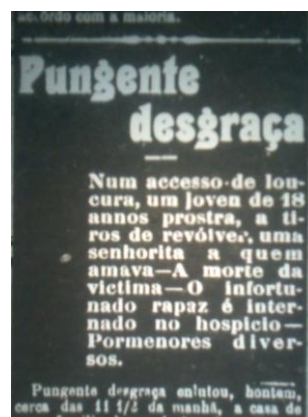 accordo com a maioria.
Pungente
desgraça
Num accesso de lou-
cura, um joven de 18
annos prostra, a ti-
ros de revólver, uma
senhorita a quem
amava—A morte da
victima—O infortu-
nado rapaz é inter-
nado no hospicio—
Pormenores diver-
sos.
Pungente desgraça enlutou, hontem,
cerca das 11 1/2 da manhã, a casa de